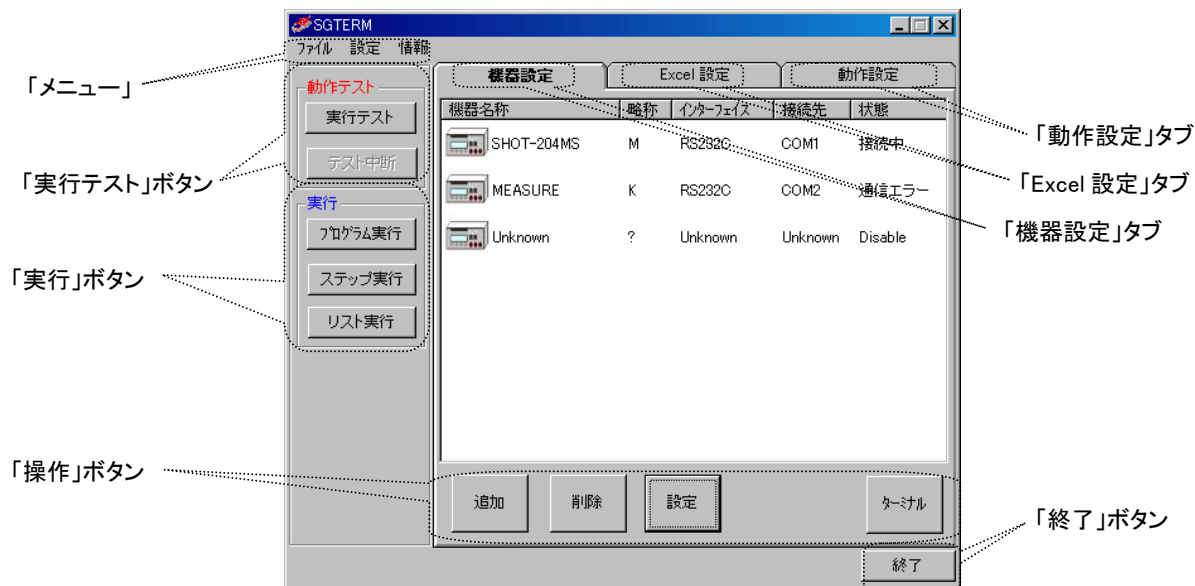 SGTERM
ﾌｧｲﾙ 設定 情報
「メニュー」
動作テスト
実行テスト
テスト中断
「実行テスト」ボタン
実行
ﾌﾟﾛｸﾞﾗﾑ実行
ステップ実行
リスト実行
「実行」ボタン
機器設定 Excel 設定 動作設定
機器名称 略称 ｲﾝﾀｰﾌｪｲｽﾞ 接続先 状態
SHOT-204MS M RS232C COM1 接続中
MEASURE K RS232C COM2 通信エラー
Unknown ? Unknown Unknown Disable
「動作設定」タブ
「Excel 設定」タブ
「機器設定」タブ
「操作」ボタン
追加 削除 設定 ﾀｰﾐﾅﾙ
「終了」ボタン
終了